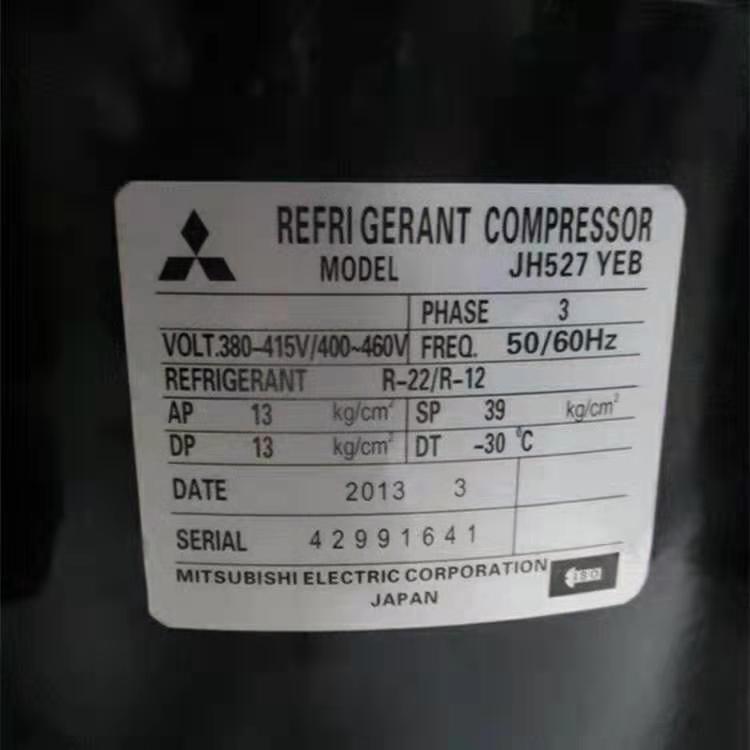 REFRIGERANT COMPRESSOR
MODEL JH527 YEB
PHASE 3
VOLT.380-415V/400~460V FREQ. 50/60Hz
REFRIGERANT R-22/R-12
AP 13 kg/cm² SP 39 kg/cm²
DP 13 kg/cm² DT -30 °C
DATE 2013 3
SERIAL 42991641
MITSUBISHI ELECTRIC CORPORATION ISO
JAPAN